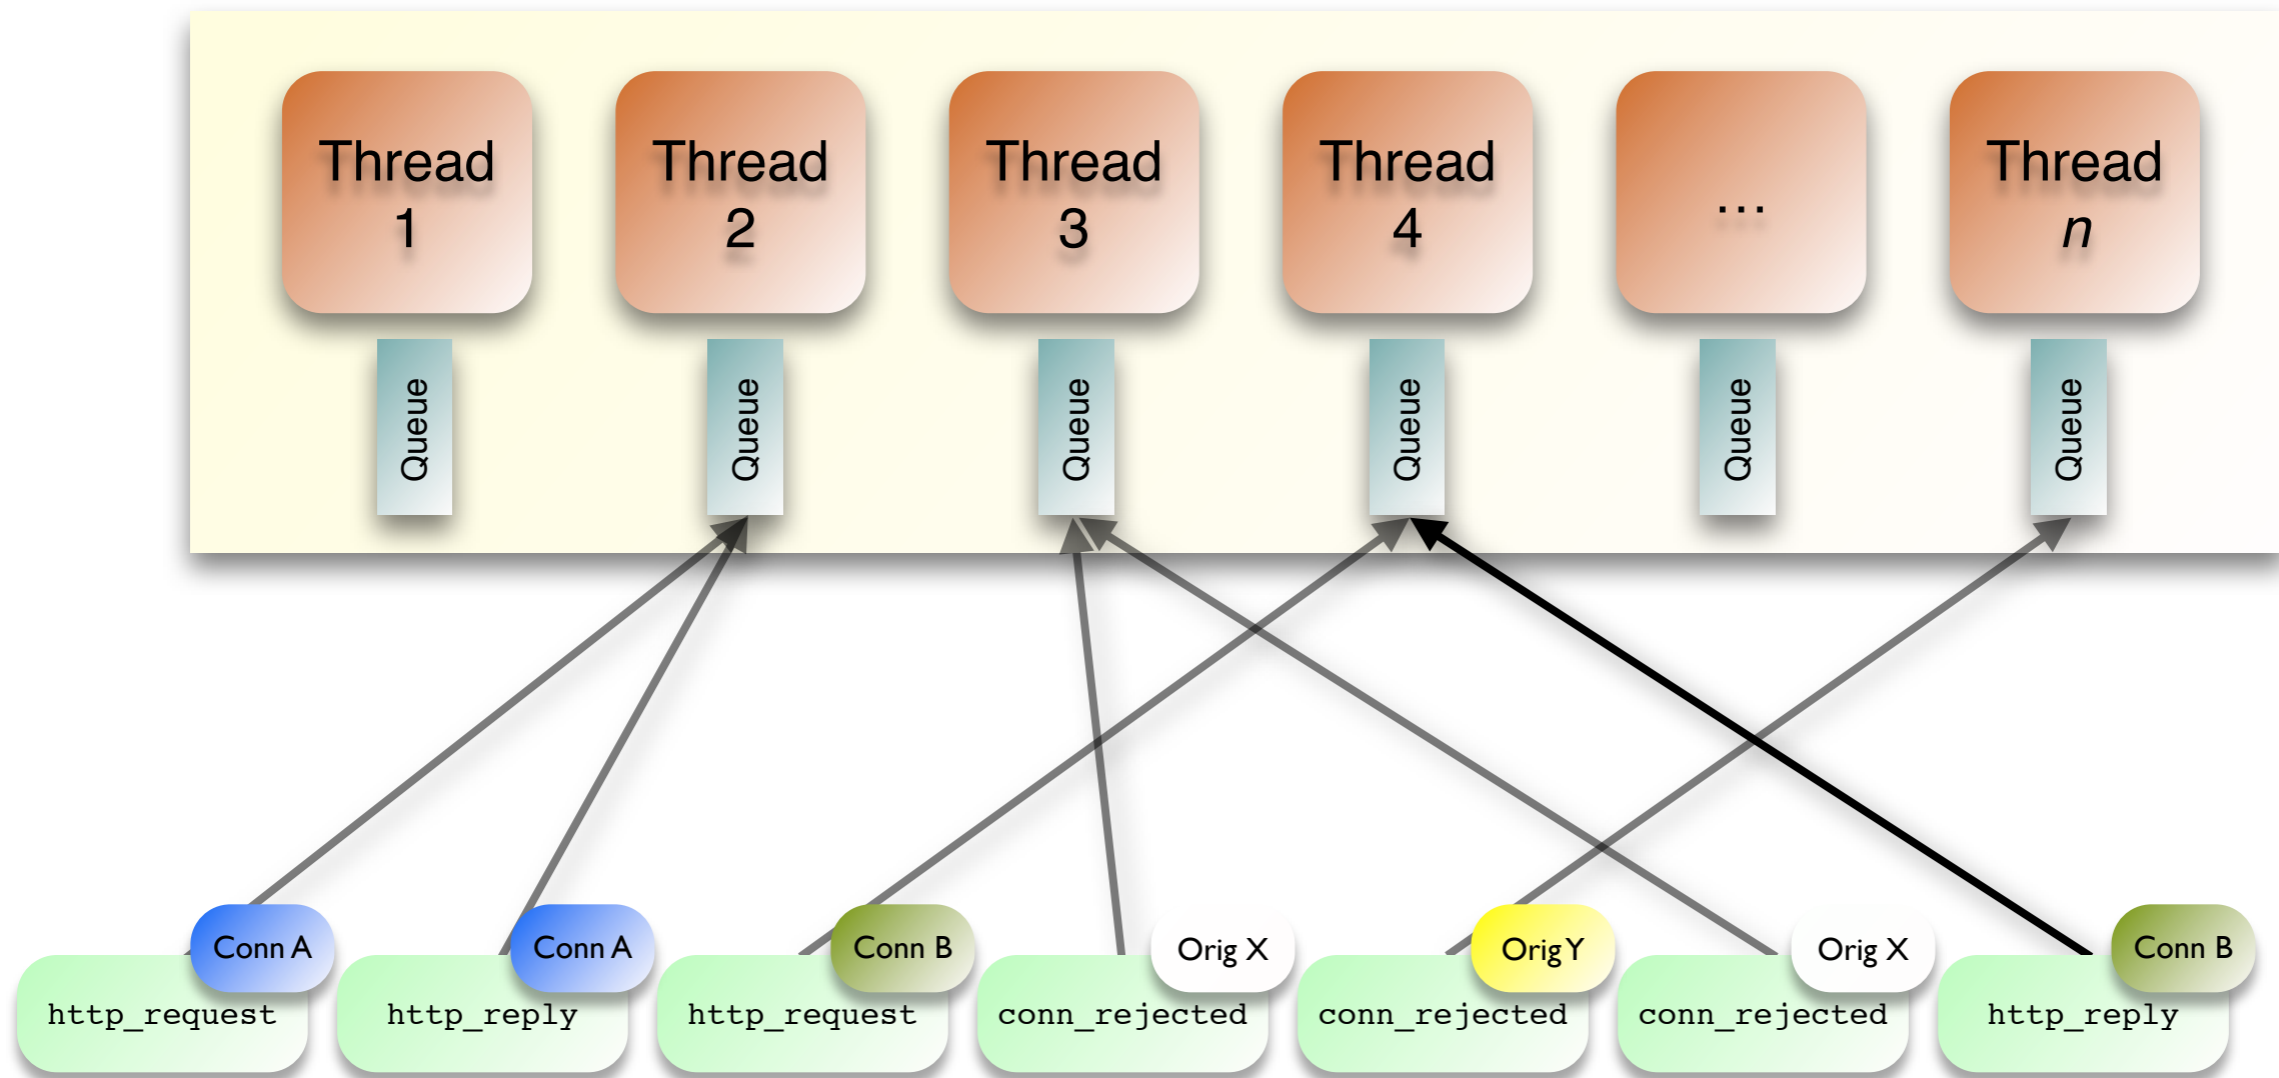 Thread
1
Thread
2
Thread
3
Thread
4
...
Thread
n
Queue
Queue
Queue
Queue
Queue
Queue
Conn A
http_request
Conn A
http_reply
Conn B
http_request
Orig X
conn_rejected
Orig Y
conn_rejected
Orig X
conn_rejected
Conn B
http_reply